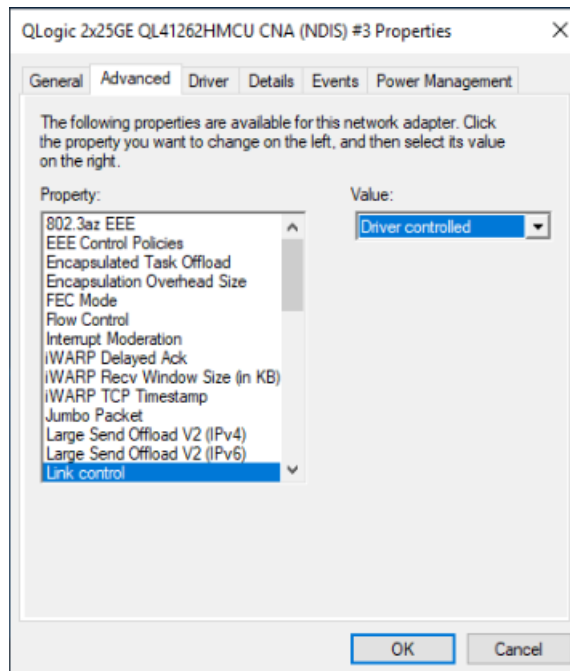 QLogic 2x25GE QL41262HMCU CNA (NDIS) #3 Properties
General Advanced Driver Details Events Power Management
The following properties are available for this network adapter. Click
the property you want to change on the left, and then select its value
on the right.
Property: Value:
802.3az EEE
EEE Control Policies
Encapsulated Task Offload
Encapsulation Overhead Size
FEC Mode
Flow Control
Interrupt Moderation
iWARP Delayed Ack
iWARP Recv Window Size (in KB)
iWARP TCP Timestamp
Jumbo Packet
Large Send Offload V2 (IPv4)
Large Send Offload V2 (IPv6)
Link control
Driver controlled
OK Cancel